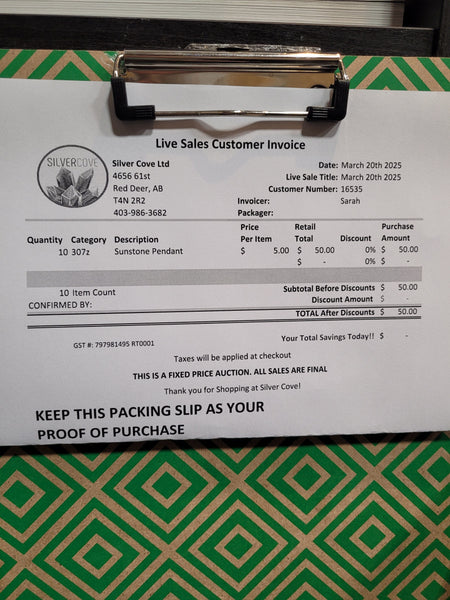 Live Sales Customer Invoice
SILVERCOVE
Silver Cove Ltd
4656 61st
Red Deer, AB
T4N 2R2
403-986-3682
Date: March 20th 2025
Live Sale Title: March 20th 2025
Customer Number: 16535
Invoicer: Sarah
Packager:
Quantity Category Description Price Per Item Retail Total Discount Purchase Amount
10 307z Sunstone Pendant $ 5.00 $ 50.00 0% $ 50.00
$ - 0% $ -
10 Item Count Subtotal Before Discounts $ 50.00
CONFIRMED BY: Discount Amount $ -
TOTAL After Discounts $ 50.00
GST #: 797981495 RT0001 Your Total Savings Today!! $ -
Taxes will be applied at checkout
THIS IS A FIXED PRICE AUCTION. ALL SALES ARE FINAL
Thank you for Shopping at Silver Cove!
KEEP THIS PACKING SLIP AS YOUR
PROOF OF PURCHASE